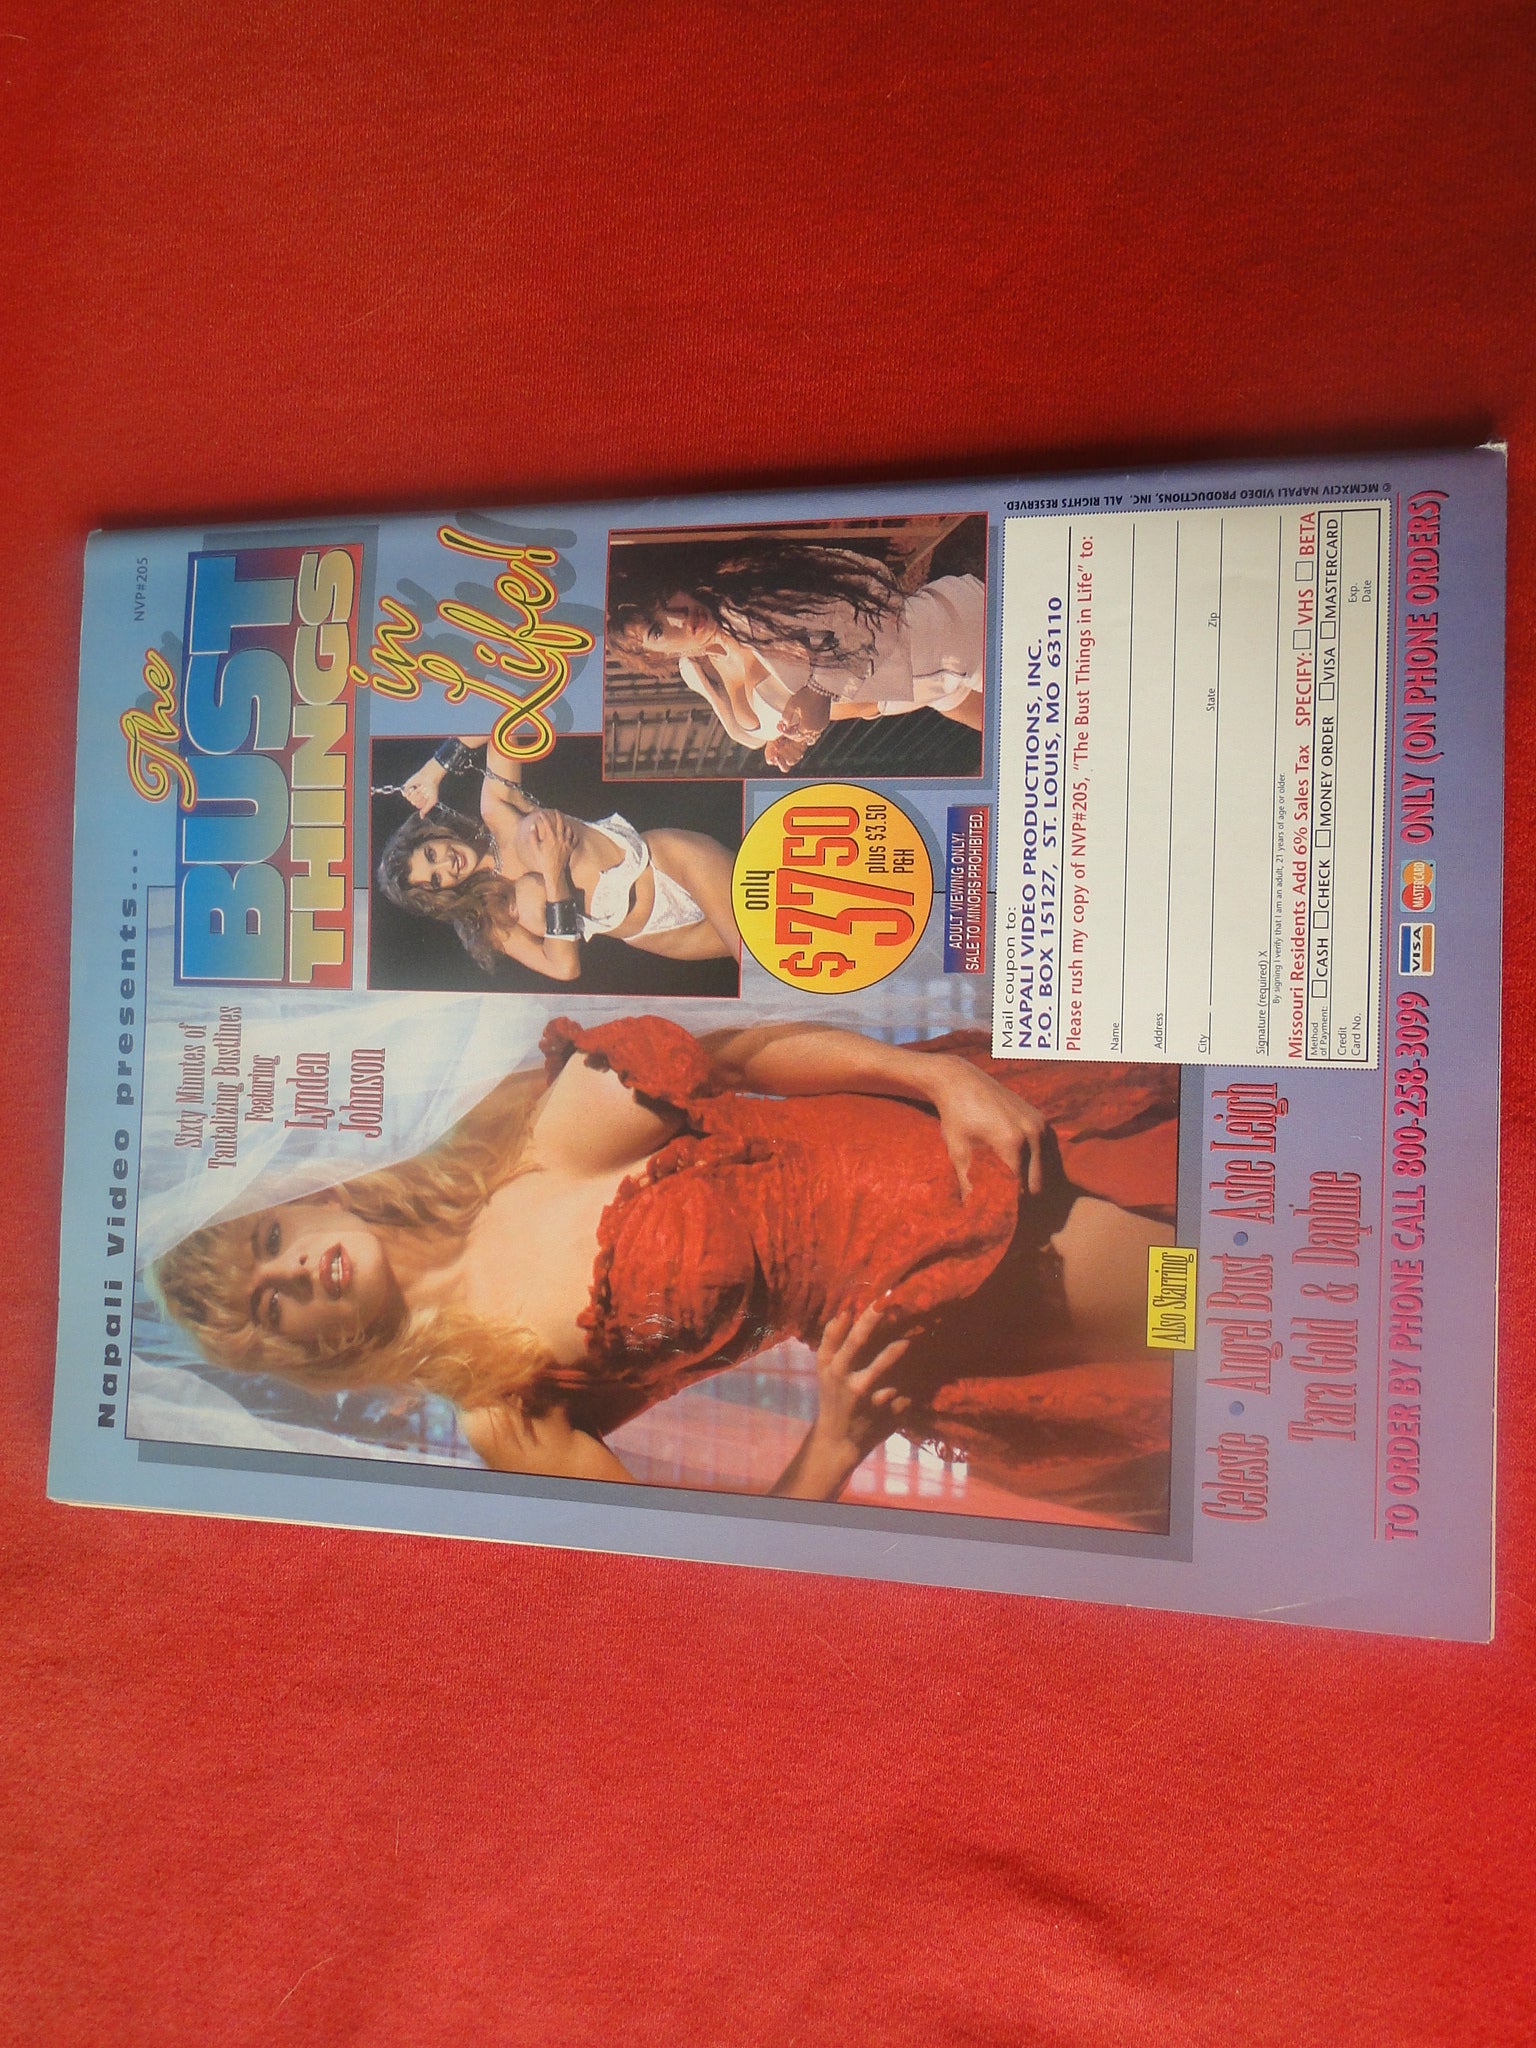 Napali Video presents...
NVP#205
The
BUST
THINGS
in
Life!
Sixty Minutes of
Tantalizing Bustlines
Featuring
Lynden
Johnson
only
$3750
plus $3.50
P&H
ADULT VIEWING ONLY!
SALE TO MINORS PROHIBITED.
Also Starring
Celeste • Angel Bust • Ashe Leigh
Tara Gold & Daphne
Mail coupon to:
NAPALI VIDEO PRODUCTIONS, INC.
P.O. BOX 15127, ST. LOUIS, MO 63110
Please rush my copy of NVP#205, "The Bust Things in Life" to:
Name
Address
City State Zip
Signature (required) X
By signing I verify that I am an adult, 21 years of age or older.
Missouri Residents Add 6% Sales Tax SPECIFY: VHS BETA
Method
of Payment: CASH CHECK MONEY ORDER VISA MASTERCARD
Credit
Card No.
Exp.
Date
© MCMXCIV NAPALI VIDEO PRODUCTIONS, INC. ALL RIGHTS RESERVED.
TO ORDER BY PHONE CALL 800-258-3099 VISA MASTERCARD ONLY (ON PHONE ORDERS)